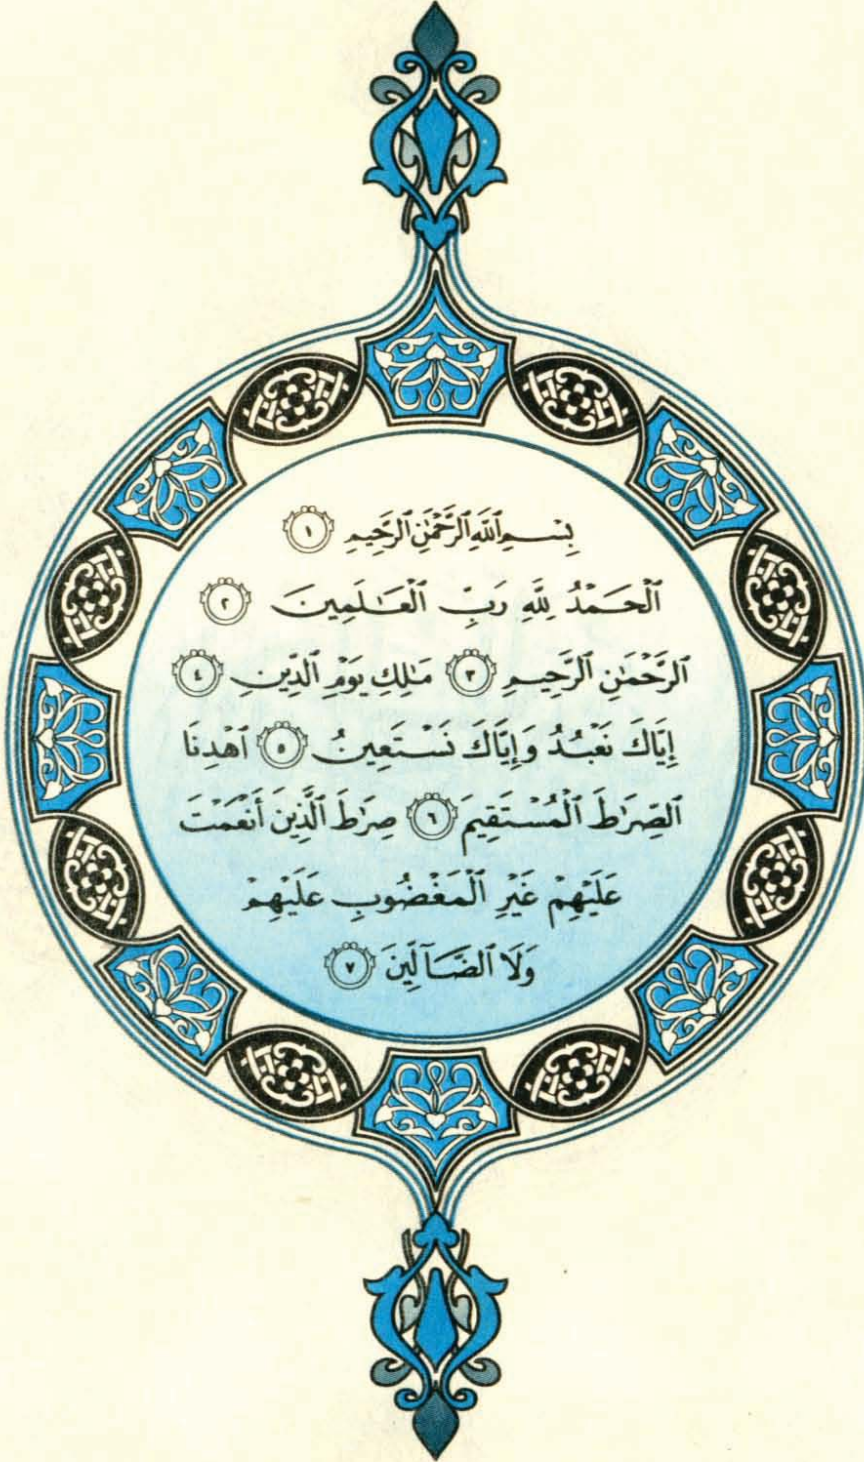 بِسْمِ ٱللَّهِ ٱلرَّحْمَٰنِ ٱلرَّحِيمِ ١
ٱلْحَمْدُ لِلَّهِ رَبِّ ٱلْعَٰلَمِينَ ٢
ٱلرَّحْمَٰنِ ٱلرَّحِيمِ ٣ مَٰلِكِ يَوْمِ ٱلدِّينِ ٤
إِيَّاكَ نَعْبُدُ وَإِيَّاكَ نَسْتَعِينُ ٥ ٱهْدِنَا
ٱلصِّرَٰطَ ٱلْمُسْتَقِيمَ ٦ صِرَٰطَ ٱلَّذِينَ أَنْعَمْتَ
عَلَيْهِمْ غَيْرِ ٱلْمَغْضُوبِ عَلَيْهِمْ
وَلَا ٱلضَّآلِّينَ ٧